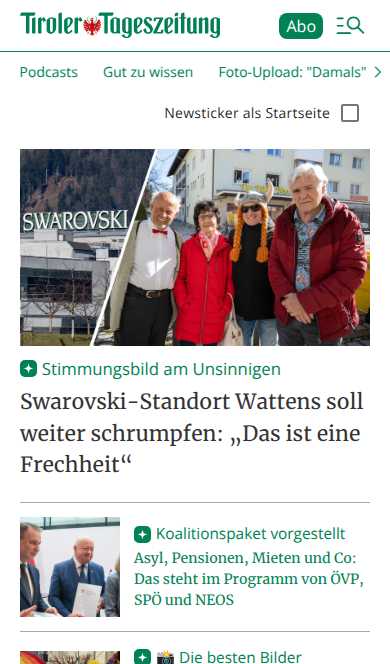 Tiroler Tageszeitung
Abo
Podcasts Gut zu wissen Foto-Upload: "Damals"
Newsticker als Startseite
SWAROVSKI
Stimmungsbild am Unsinnigen
Swarovski-Standort Wattens soll
weiter schrumpfen: „Das ist eine
Frechheit“
Koalitionspaket vorgestellt
Asyl, Pensionen, Mieten und Co:
Das steht im Programm von ÖVP,
SPÖ und NEOS
Die besten Bilder